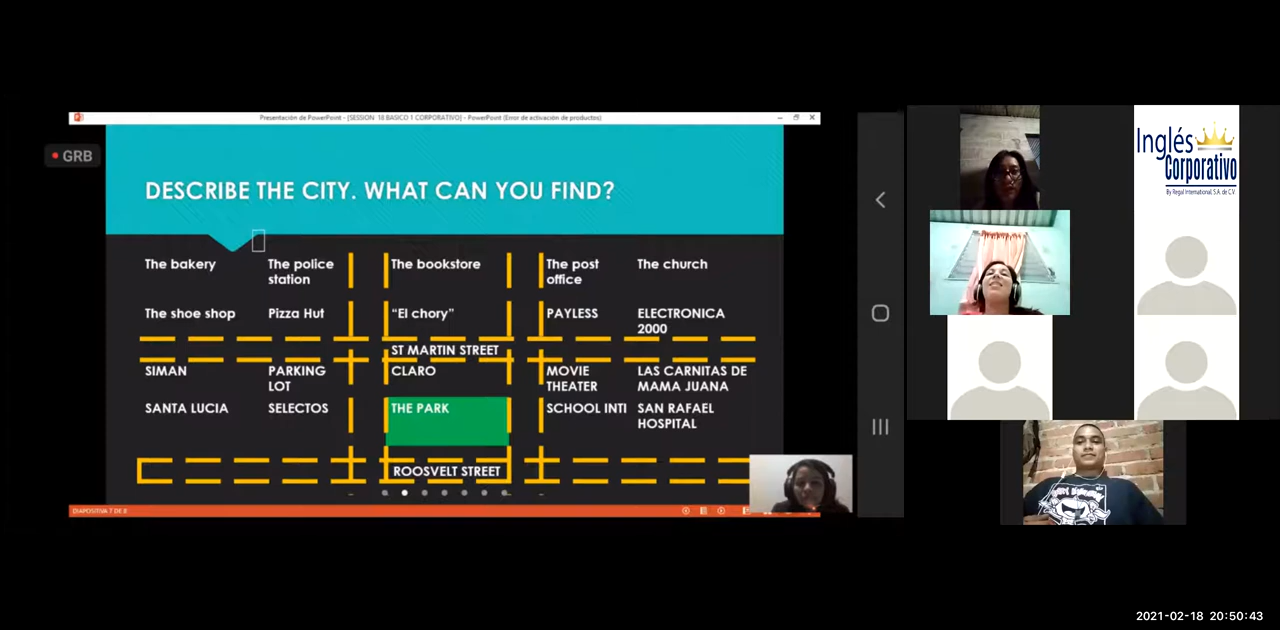 Presentación de PowerPoint - [SESSION 18 BASICO 1 CORPORATIVO] - PowerPoint (Error de activación de productos)
GRB
DESCRIBE THE CITY. WHAT CAN YOU FIND?
The bakery
The police
station
The bookstore
The post
office
The church
The shoe shop
Pizza Hut
“El chory”
PAYLESS
ELECTRONICA
2000
ST MARTIN STREET
SIMAN
PARKING
LOT
CLARO
MOVIE
THEATER
LAS CARNITAS DE
MAMA JUANA
SANTA LUCIA
SELECTOS
THE PARK
SCHOOL INTI
SAN RAFAEL
HOSPITAL
ROOSVELT STREET
DIAPOSITIVA 7 DE 8
Inglés
Corporativo
By Regal International, S.A. de C.V.
2021-02-18 20:50:43